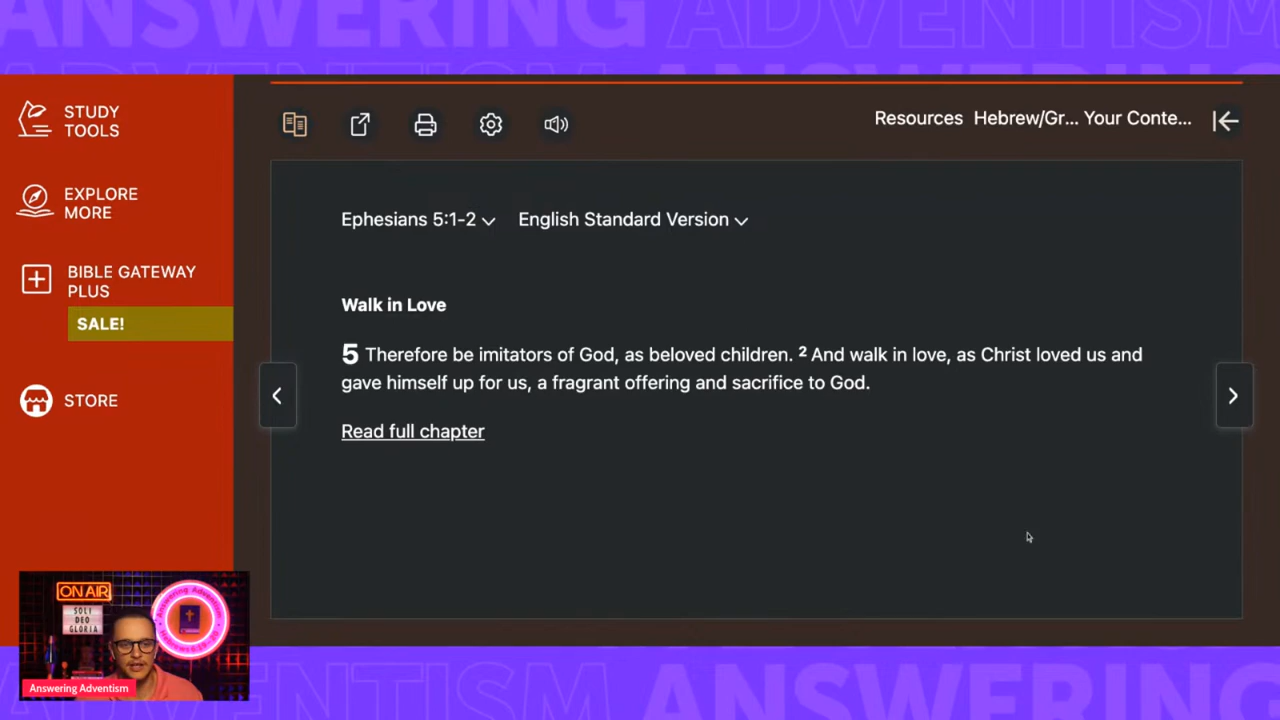 ANSWERING ADVENTISM
ADVENTISM ANSWERING
STUDY
TOOLS
EXPLORE
MORE
BIBLE GATEWAY
PLUS
SALE!
STORE
Resources Hebrew/Gr... Your Conte...
Ephesians 5:1-2 English Standard Version
Walk in Love
5 Therefore be imitators of God, as beloved children. 2 And walk in love, as Christ loved us and
gave himself up for us, a fragrant offering and sacrifice to God.
Read full chapter
ON AIR
SOLI
DEO
GLORIA
Answering Adventism
ADVENTISM ANSWERING